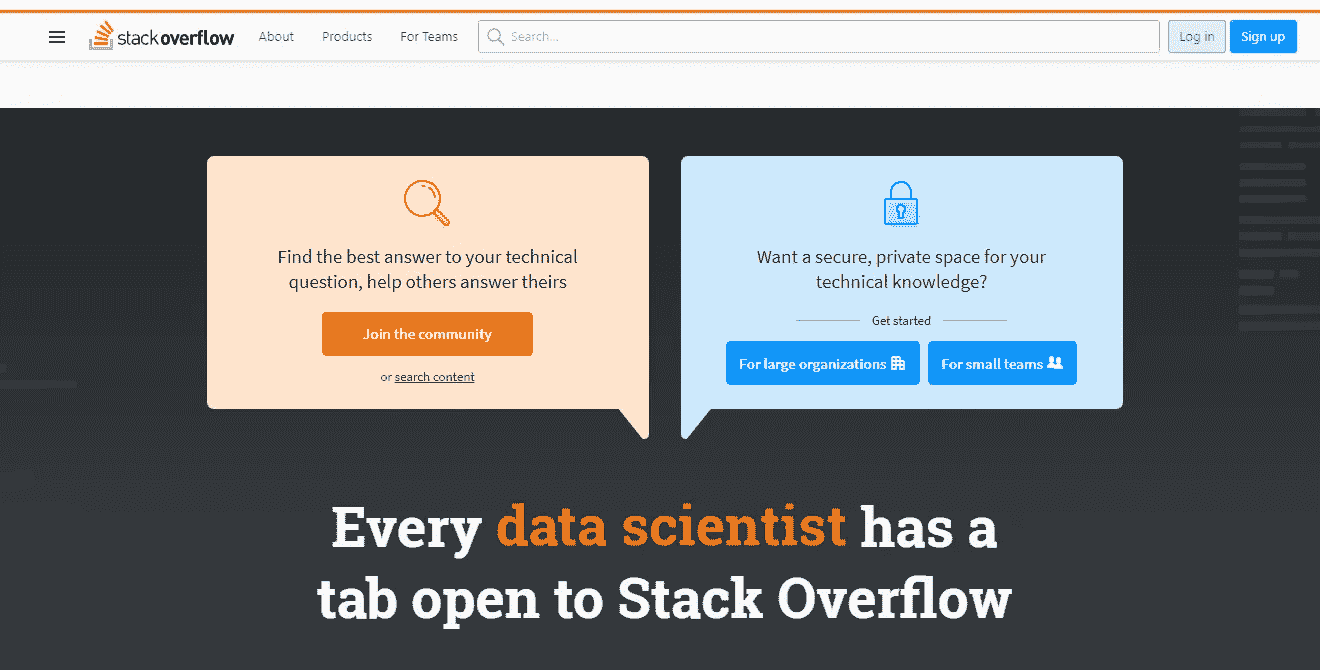 stack overflow
About
Products
For Teams
Search...
Log in
Sign up
Find the best answer to your technical
question, help others answer theirs
Join the community
or search content
Want a secure, private space for your
technical knowledge?
Get started
For large organizations
For small teams
Every data scientist has a
tab open to Stack Overflow